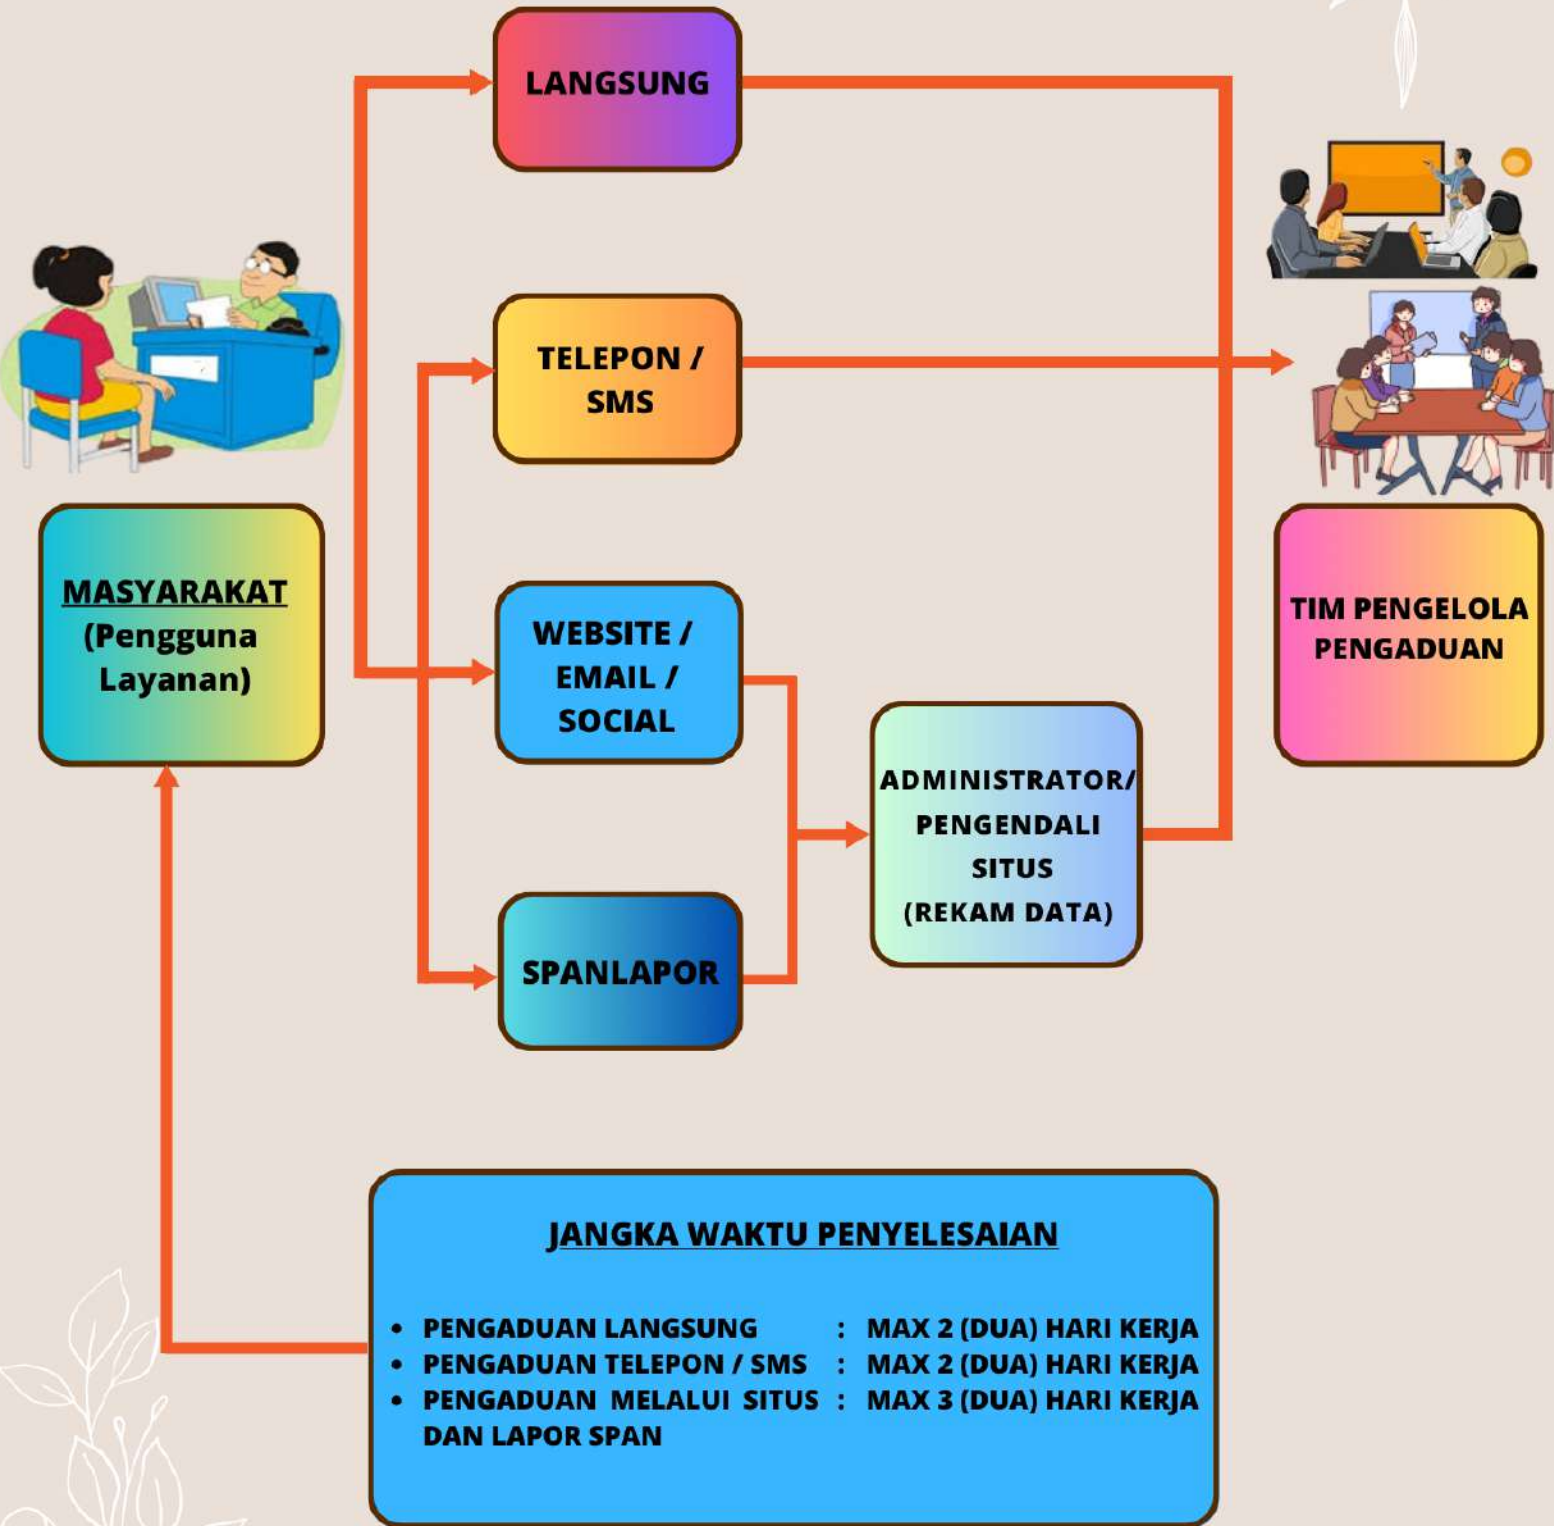 LANGSUNG
TELEPON /
SMS
MASYARAKAT
(Pengguna
Layanan)
WEBSITE /
EMAIL /
SOCIAL
SPANLAPOR
ADMINISTRATOR/
PENGENDALI
SITUS
(REKAM DATA)
TIM PENGELOLA
PENGADUAN
JANGKA WAKTU PENYELESAIAN
• PENGADUAN LANGSUNG : MAX 2 (DUA) HARI KERJA
• PENGADUAN TELEPON / SMS : MAX 2 (DUA) HARI KERJA
• PENGADUAN MELALUI SITUS : MAX 3 (DUA) HARI KERJA
DAN LAPOR SPAN